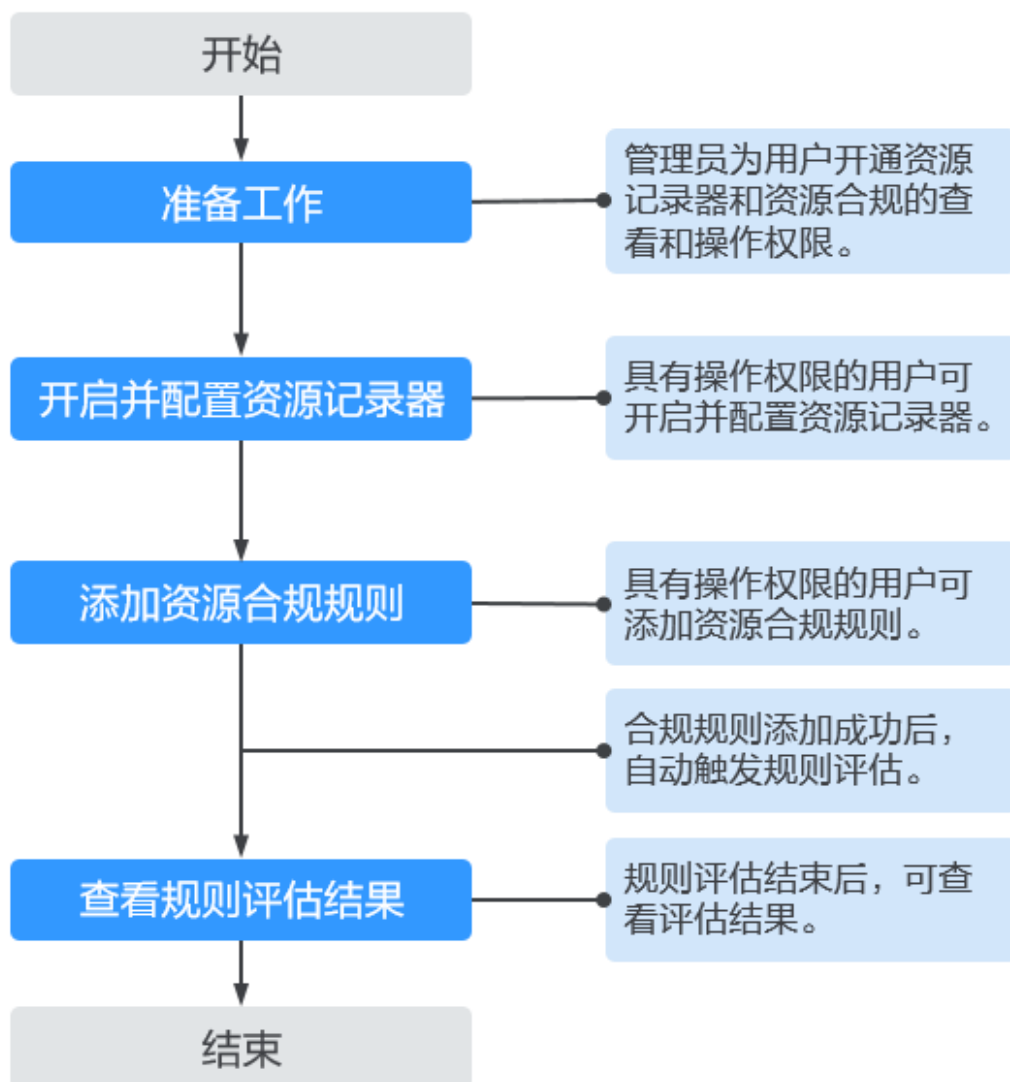 开始
准备工作
管理员为用户开通资源
记录器和资源合规的查
看和操作权限。
开启并配置资源记录器
具有操作权限的用户可
开启并配置资源记录器。
添加资源合规规则
具有操作权限的用户可
添加资源合规规则。
合规规则添加成功后，
自动触发规则评估。
查看规则评估结果
规则评估结束后，可查
看评估结果。
结束